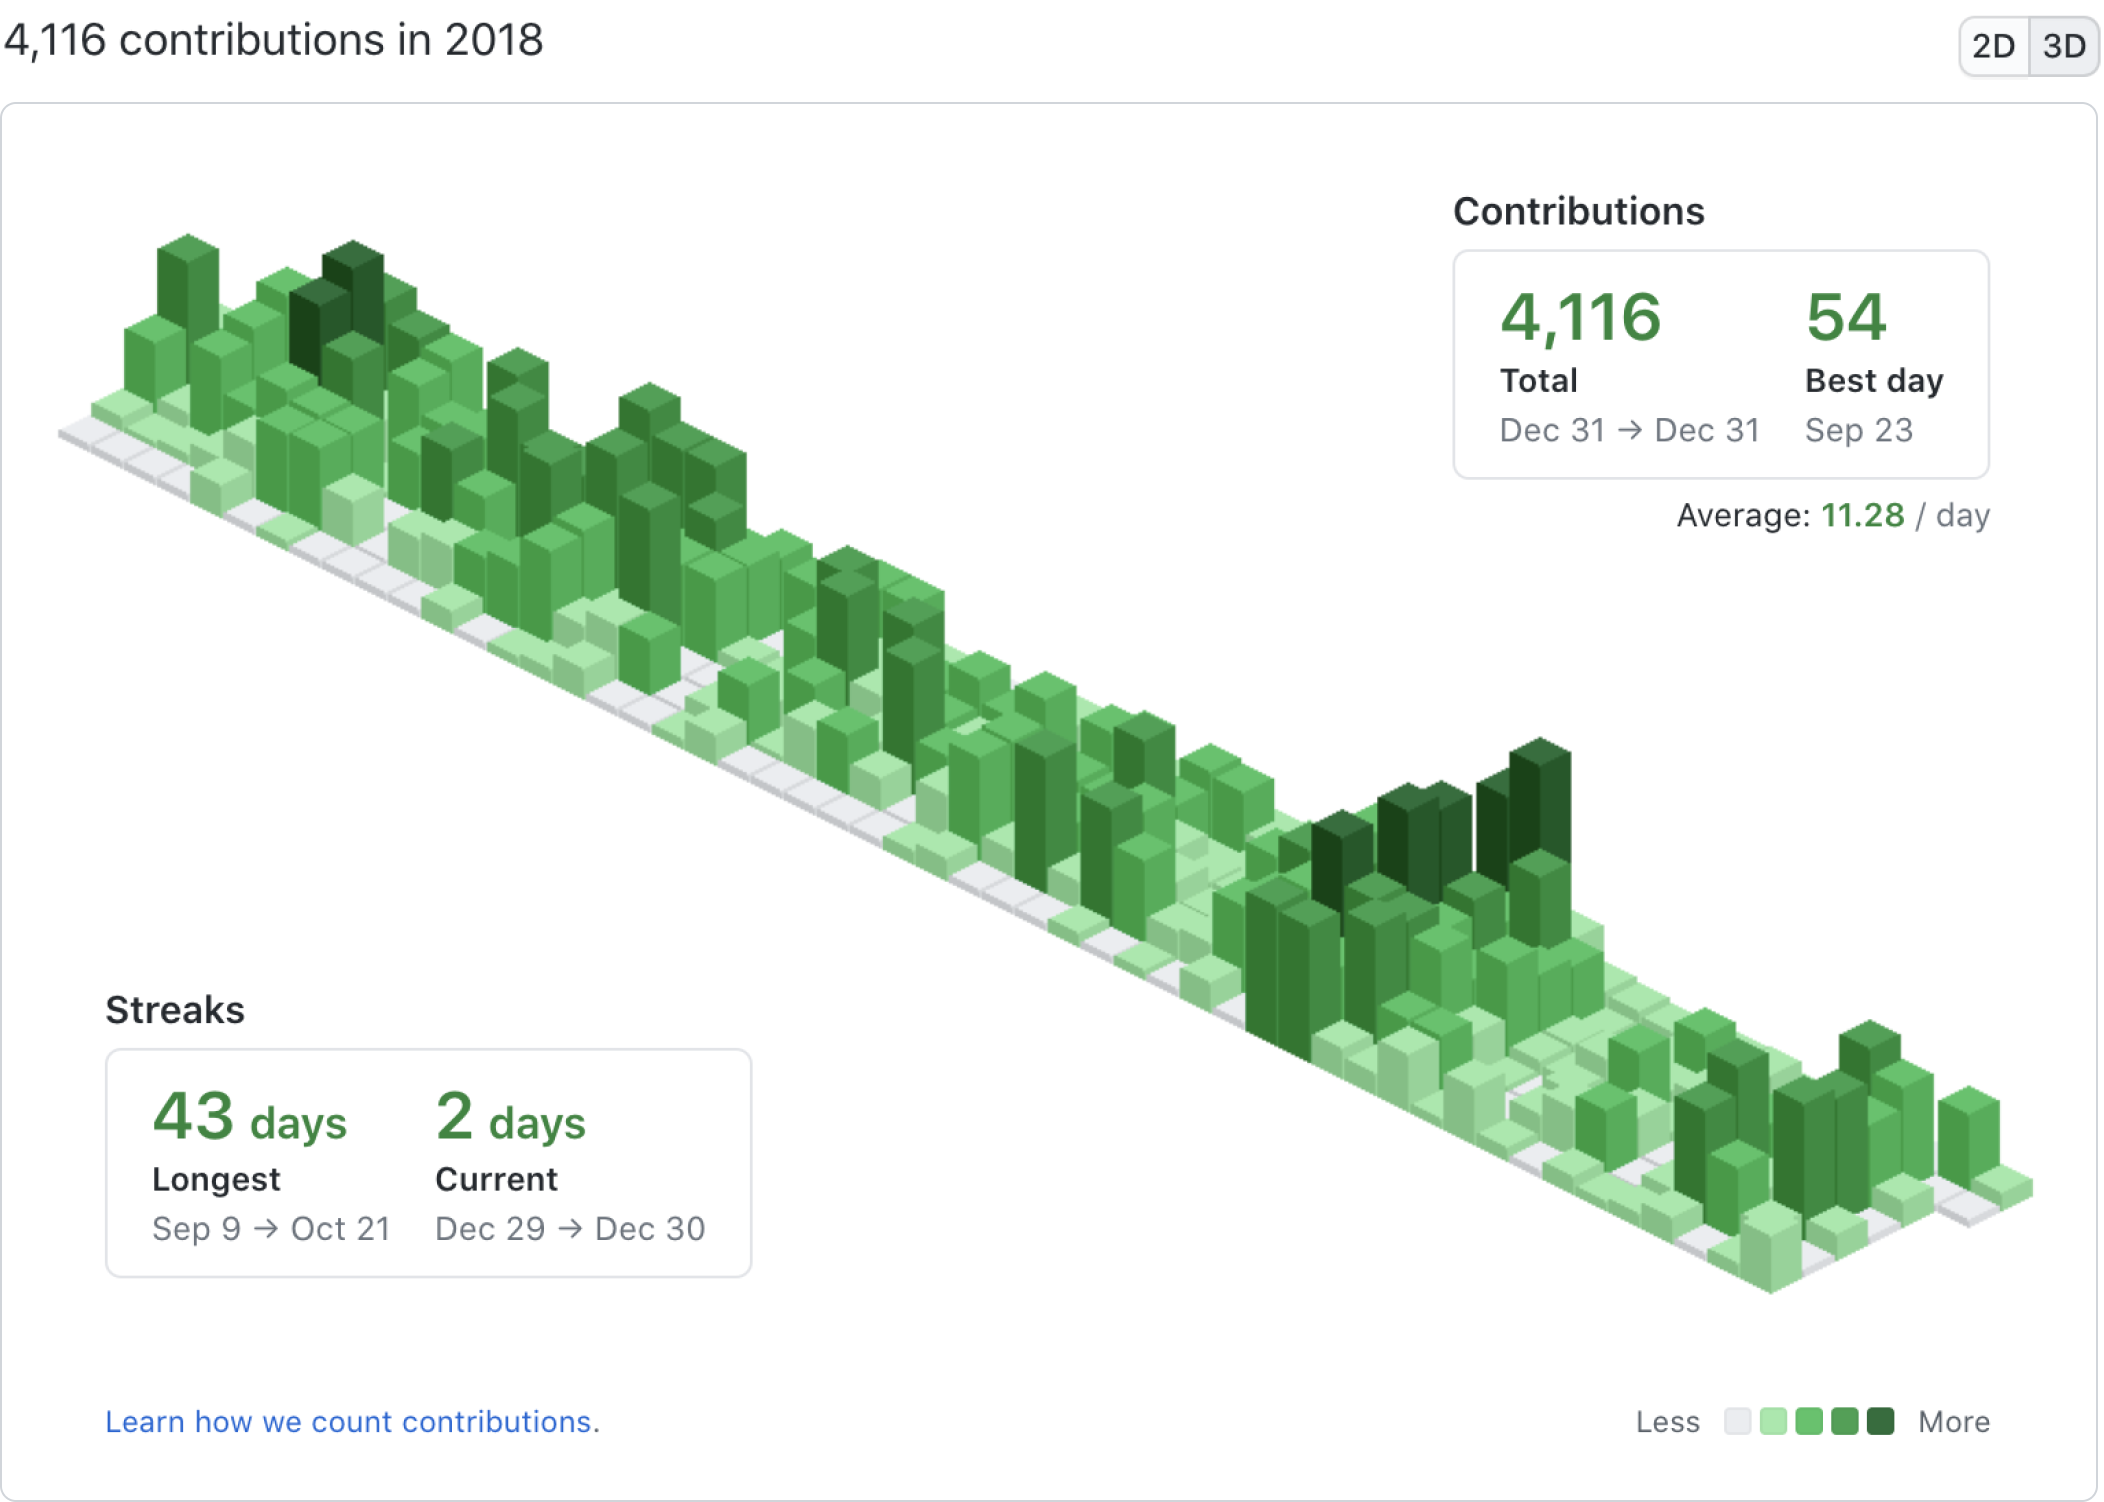 4,116 contributions in 2018
2D 3D
Contributions
4,116 54
Total Best day
Dec 31 → Dec 31 Sep 23
Average: 11.28 / day
Streaks
43 days 2 days
Longest Current
Sep 9 → Oct 21 Dec 29 → Dec 30
Learn how we count contributions.
Less More